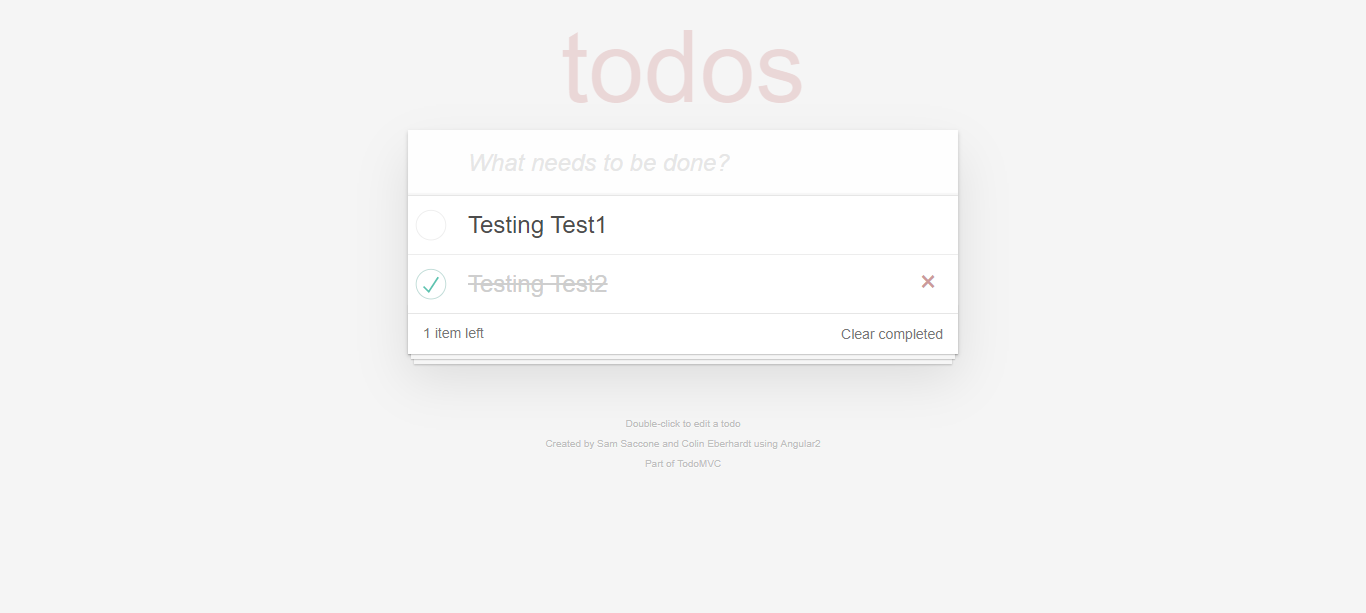 todos
What needs to be done?
Testing Test1
Testing Test2
1 item left
Clear completed
Double-click to edit a todo
Created by Sam Saccone and Colin Eberhardt using Angular2
Part of TodoMVC